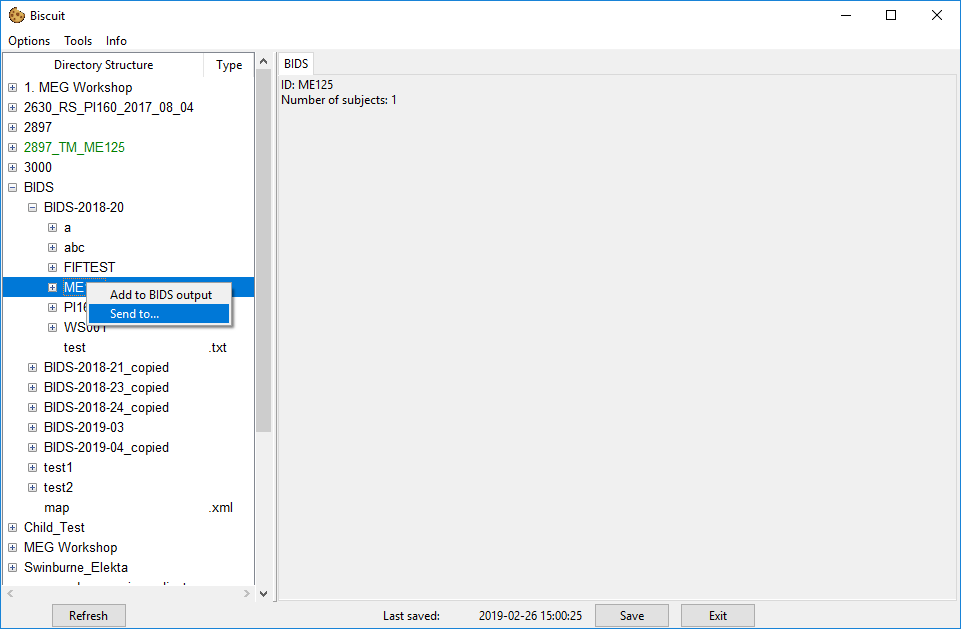 Biscuit
Options Tools Info
Directory Structure Type
1. MEG Workshop
2630_RS_PI160_2017_08_04
2897
2897_TM_ME125
3000
BIDS
BIDS-2018-20
a
abc
FIFTEST
ME
Add to BIDS output
Send to...
PI16
WS001
test .txt
BIDS-2018-21_copied
BIDS-2018-23_copied
BIDS-2018-24_copied
BIDS-2019-03
BIDS-2019-04_copied
test1
test2
map .xml
Child_Test
MEG Workshop
Swinburne_Elekta
BIDS
ID: ME125
Number of subjects: 1
Refresh
Last saved: 2019-02-26 15:00:25
Save
Exit